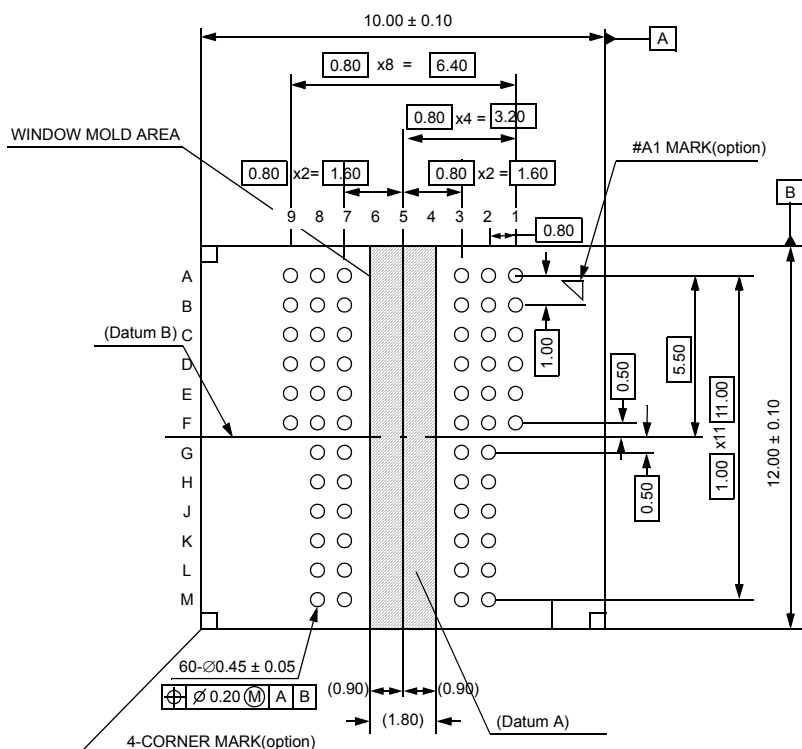 10.00 ± 0.10
A
0.80 x8 = 6.40
0.80 x4 = 3.20
WINDOW MOLD AREA
#A1 MARK(option)
0.80 x2= 1.60
0.80 x2 = 1.60
B
9 8 7 6 5 4 3 2 1
0.80
A
B
C
(Datum B)
D
E
F
G
H
J
K
L
M
1.00
0.50
5.50
1.00 x11 11.00
12.00 ± 0.10
0.50
60-∅0.45 ± 0.05
⌖ ∅ 0.20 Ⓜ A B
(0.90) (0.90)
(1.80)
(Datum A)
4-CORNER MARK(option)